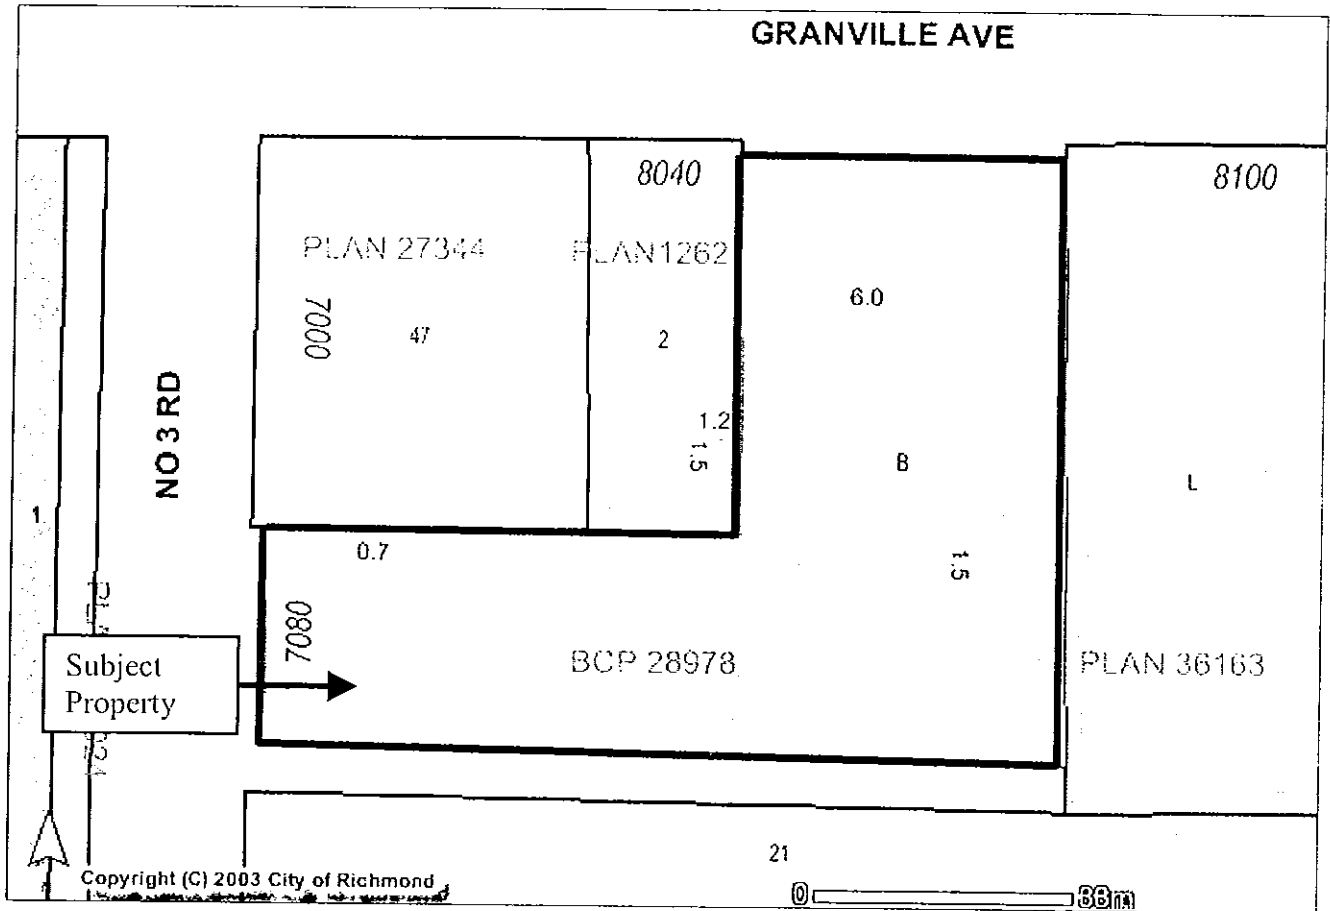 GRANVILLE AVE
8040
8100
PLAN 27344
PLAN1262
7000
47
2
6.0
NO 3 RD
1.2
1.5
B
L
1
0.7
1.5
7080
Subject
Property
BCP 28978
PLAN 36163
21
Copyright (C) 2003 City of Richmond
0